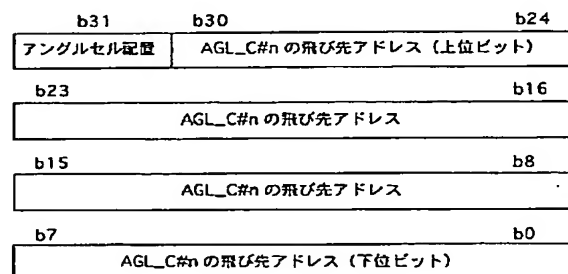 b31 b30 b24
アングルセル配置 AGL_C#n の飛び先アドレス（上位ビット）
b23 b16
AGL_C#n の飛び先アドレス
b15 b8
AGL_C#n の飛び先アドレス
b7 b0
AGL_C#n の飛び先アドレス（下位ビット）